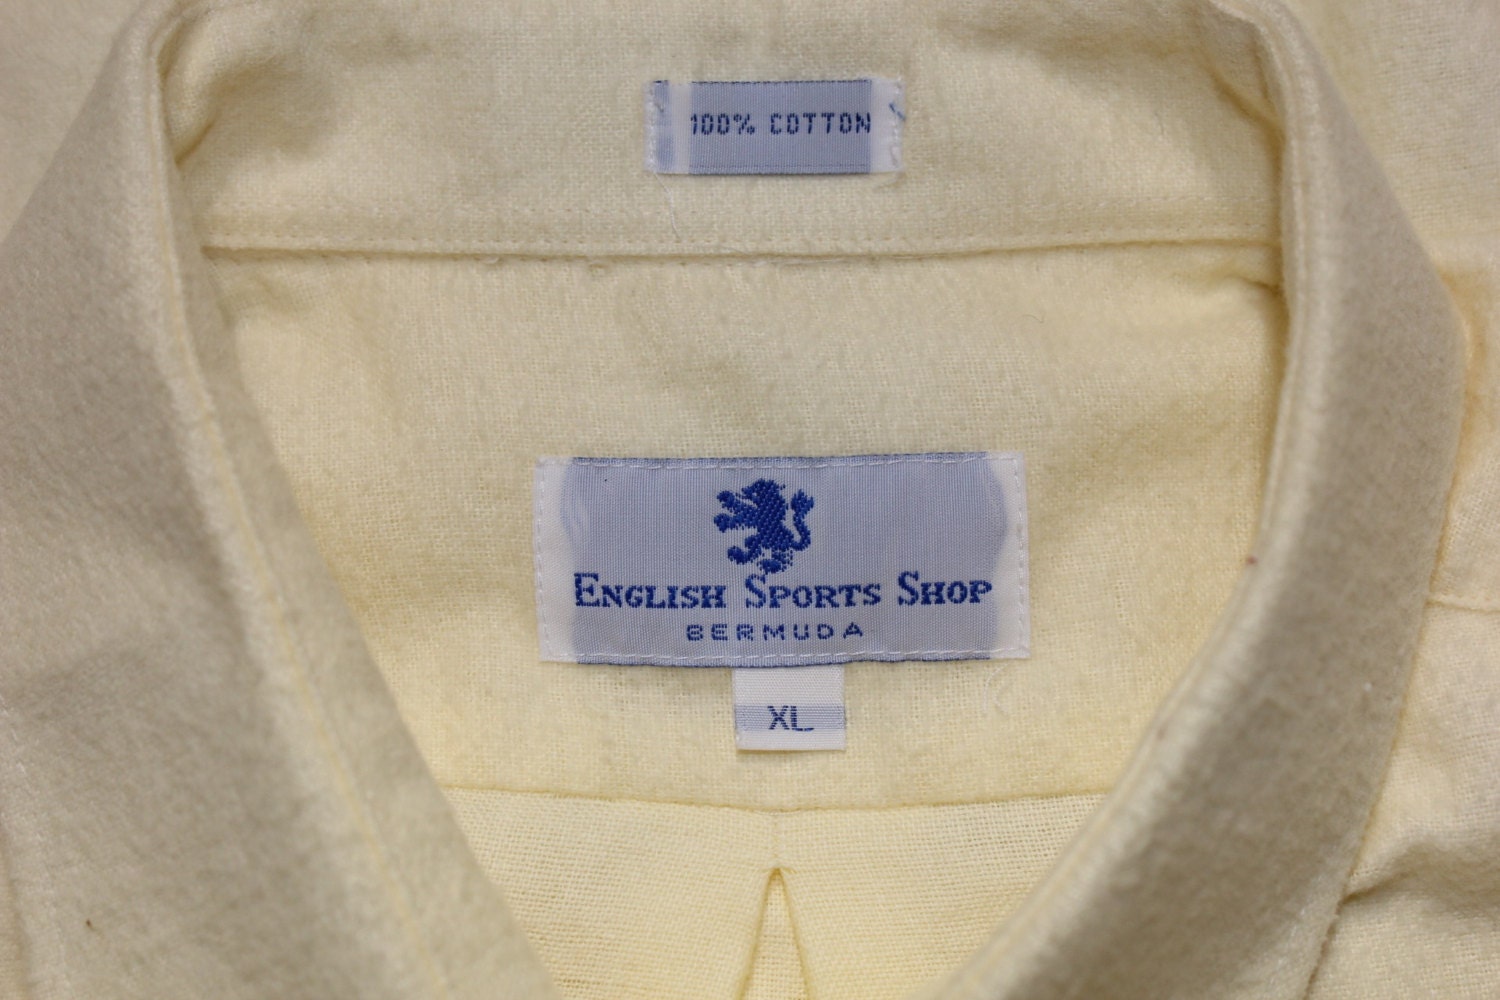 100% COTTON
ENGLISH SPORTS SHOP
BERMUDA
XL